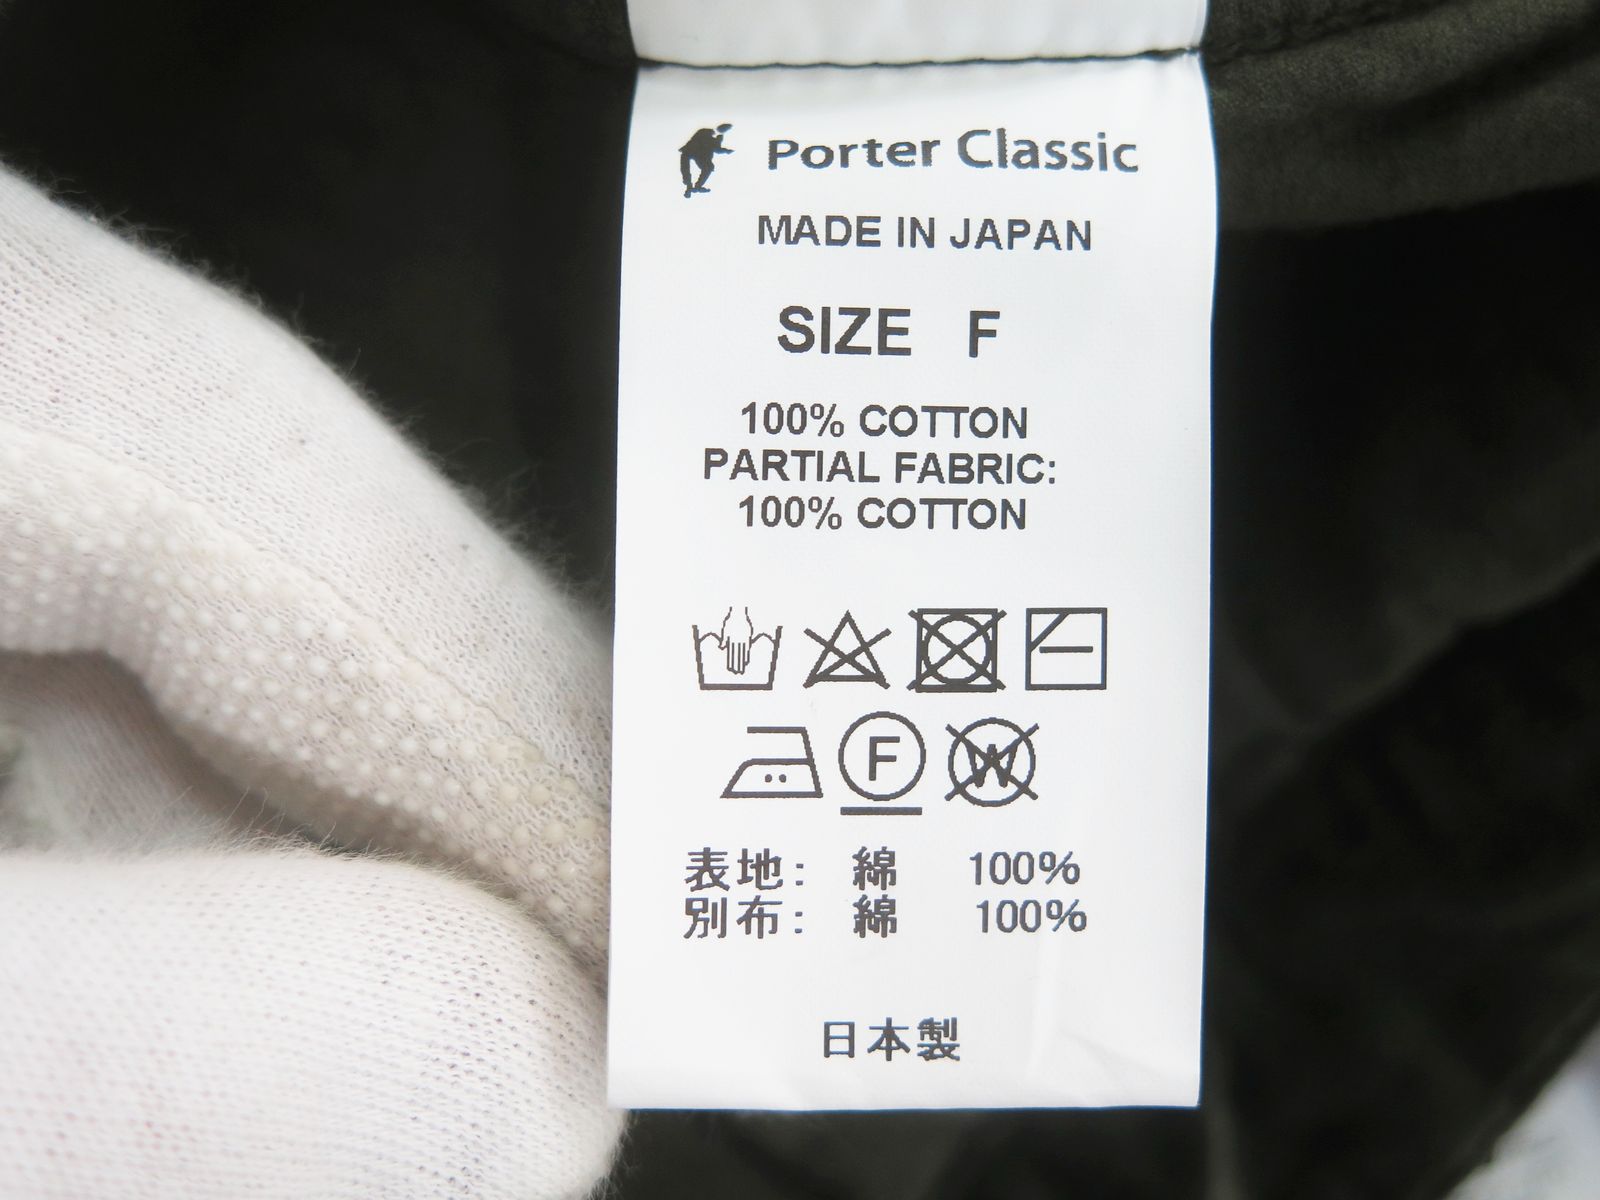 Porter Classic
MADE IN JAPAN
SIZE F
100% COTTON
PARTIAL FABRIC:
100% COTTON
F W
表地: 綿 100%
別布: 綿 100%
日本製